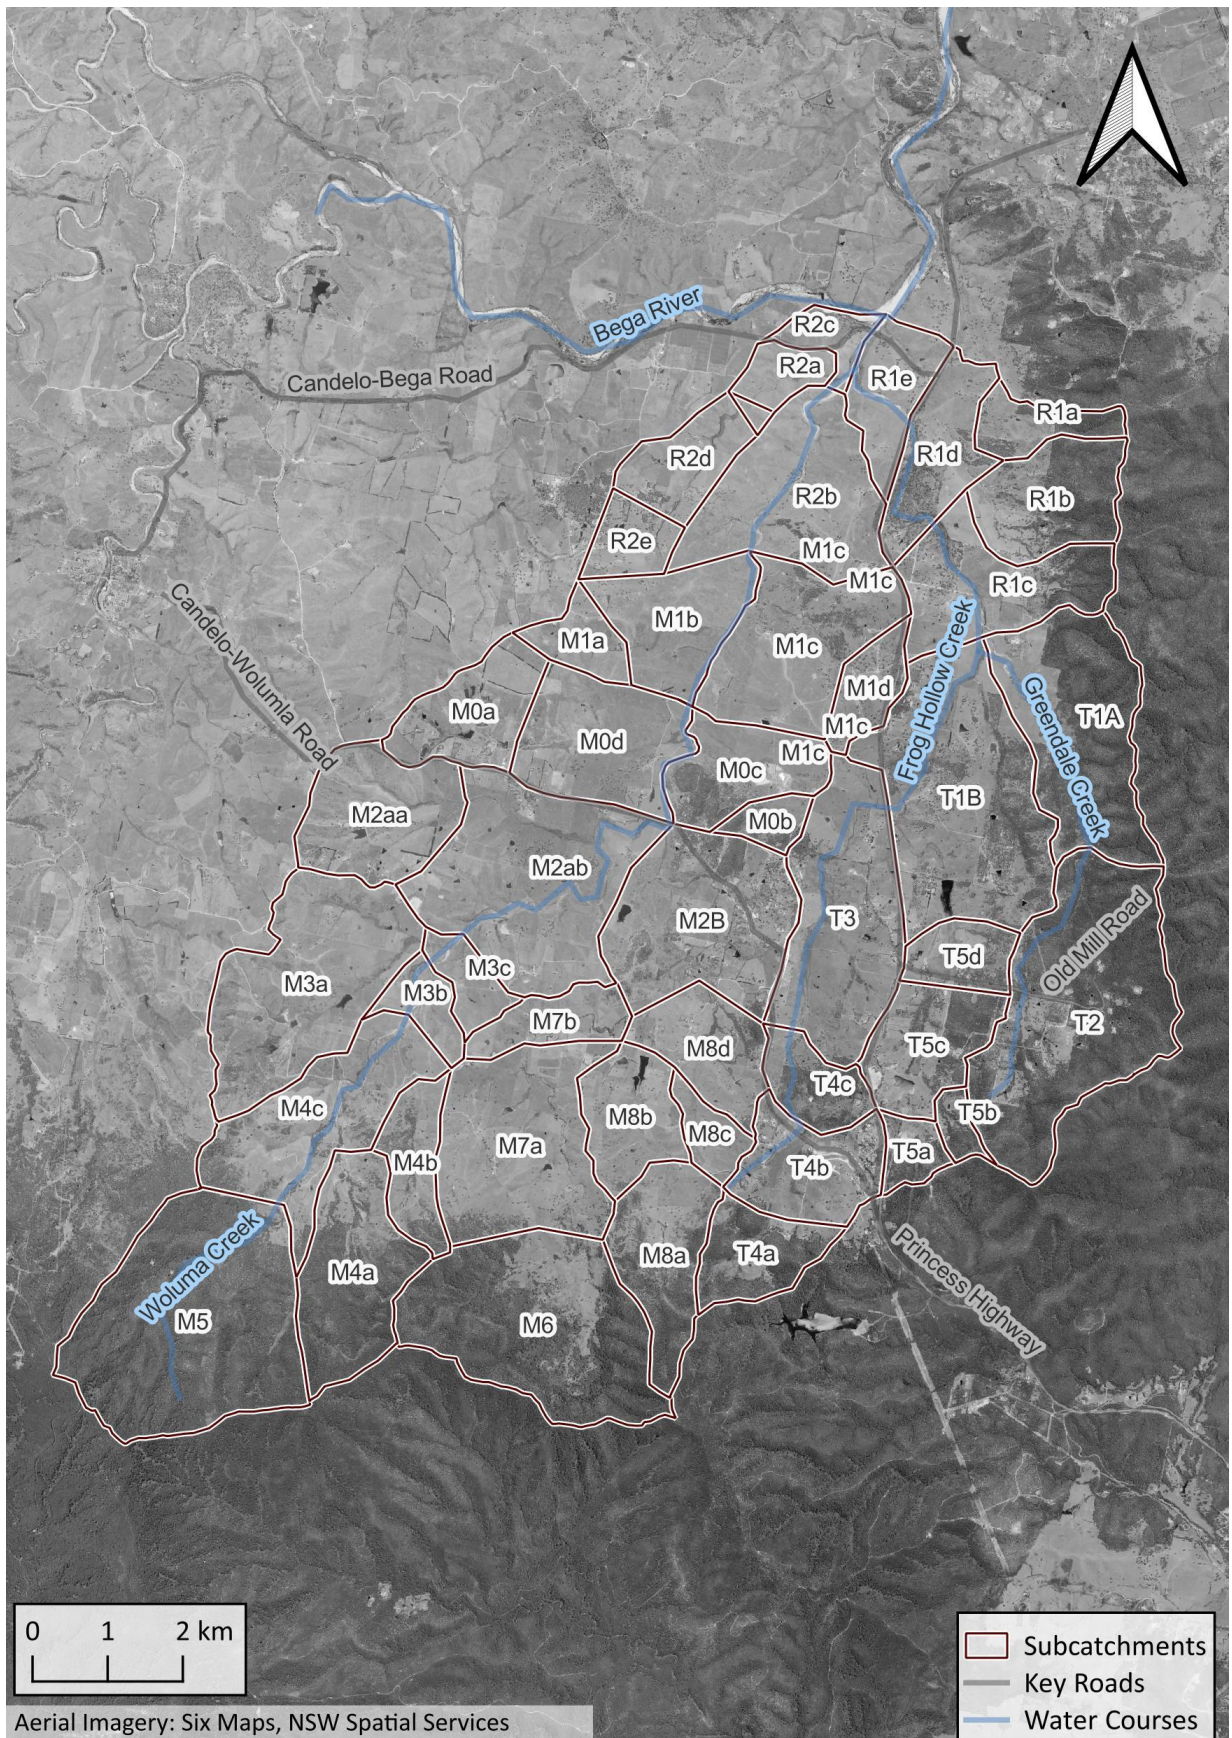 Bega River
R2c
Candelo-Bega Road
R2a
R1e
R1a
R2d
R1d
R2b
R1b
R2e
M1c
M1c
R1c
Candelo-Wolumla Road
M1b
M1a
M1c
Frog Hollow Creek
M1d
Greendale Creek
M0a
T1A
M0d
M1c
M1c
M0c
T1B
M2aa
M0b
M2ab
M2B
T3
T5d
M3c
M3a
M3b
Old Mill Road
M7b
T2
M8d
T5c
T4c
M4c
M8b
T5b
M8c
M7a
T5a
M4b
T4b
Woluma Creek
M8a
T4a
Princess Highway
M4a
M5
M6
0 1 2 km
Subcatchments
Key Roads
Water Courses
Aerial Imagery: Six Maps, NSW Spatial Services